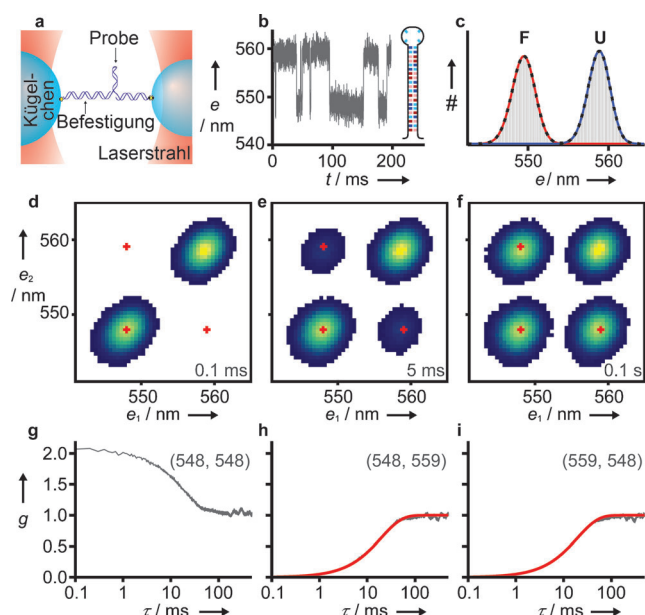 a
Probe
Kügel-
chen
Befestigung
Laserstrahl
b
e
/ nm
560
550
540
0
100
200
t / ms
c
F
U
#
550
560
e / nm
d
e
f
e₂
/ nm
560
550
0.1 ms
5 ms
0.1 s
550 560
550 560
550 560
e₁ / nm
e₁ / nm
e₁ / nm
g
h
i
(548, 548)
(548, 559)
(559, 548)
g
2.0
1.5
1.0
0.5
0.0
0.1 1 10 100
0.1 1 10 100
0.1 1 10 100
τ / ms
τ / ms
τ / ms